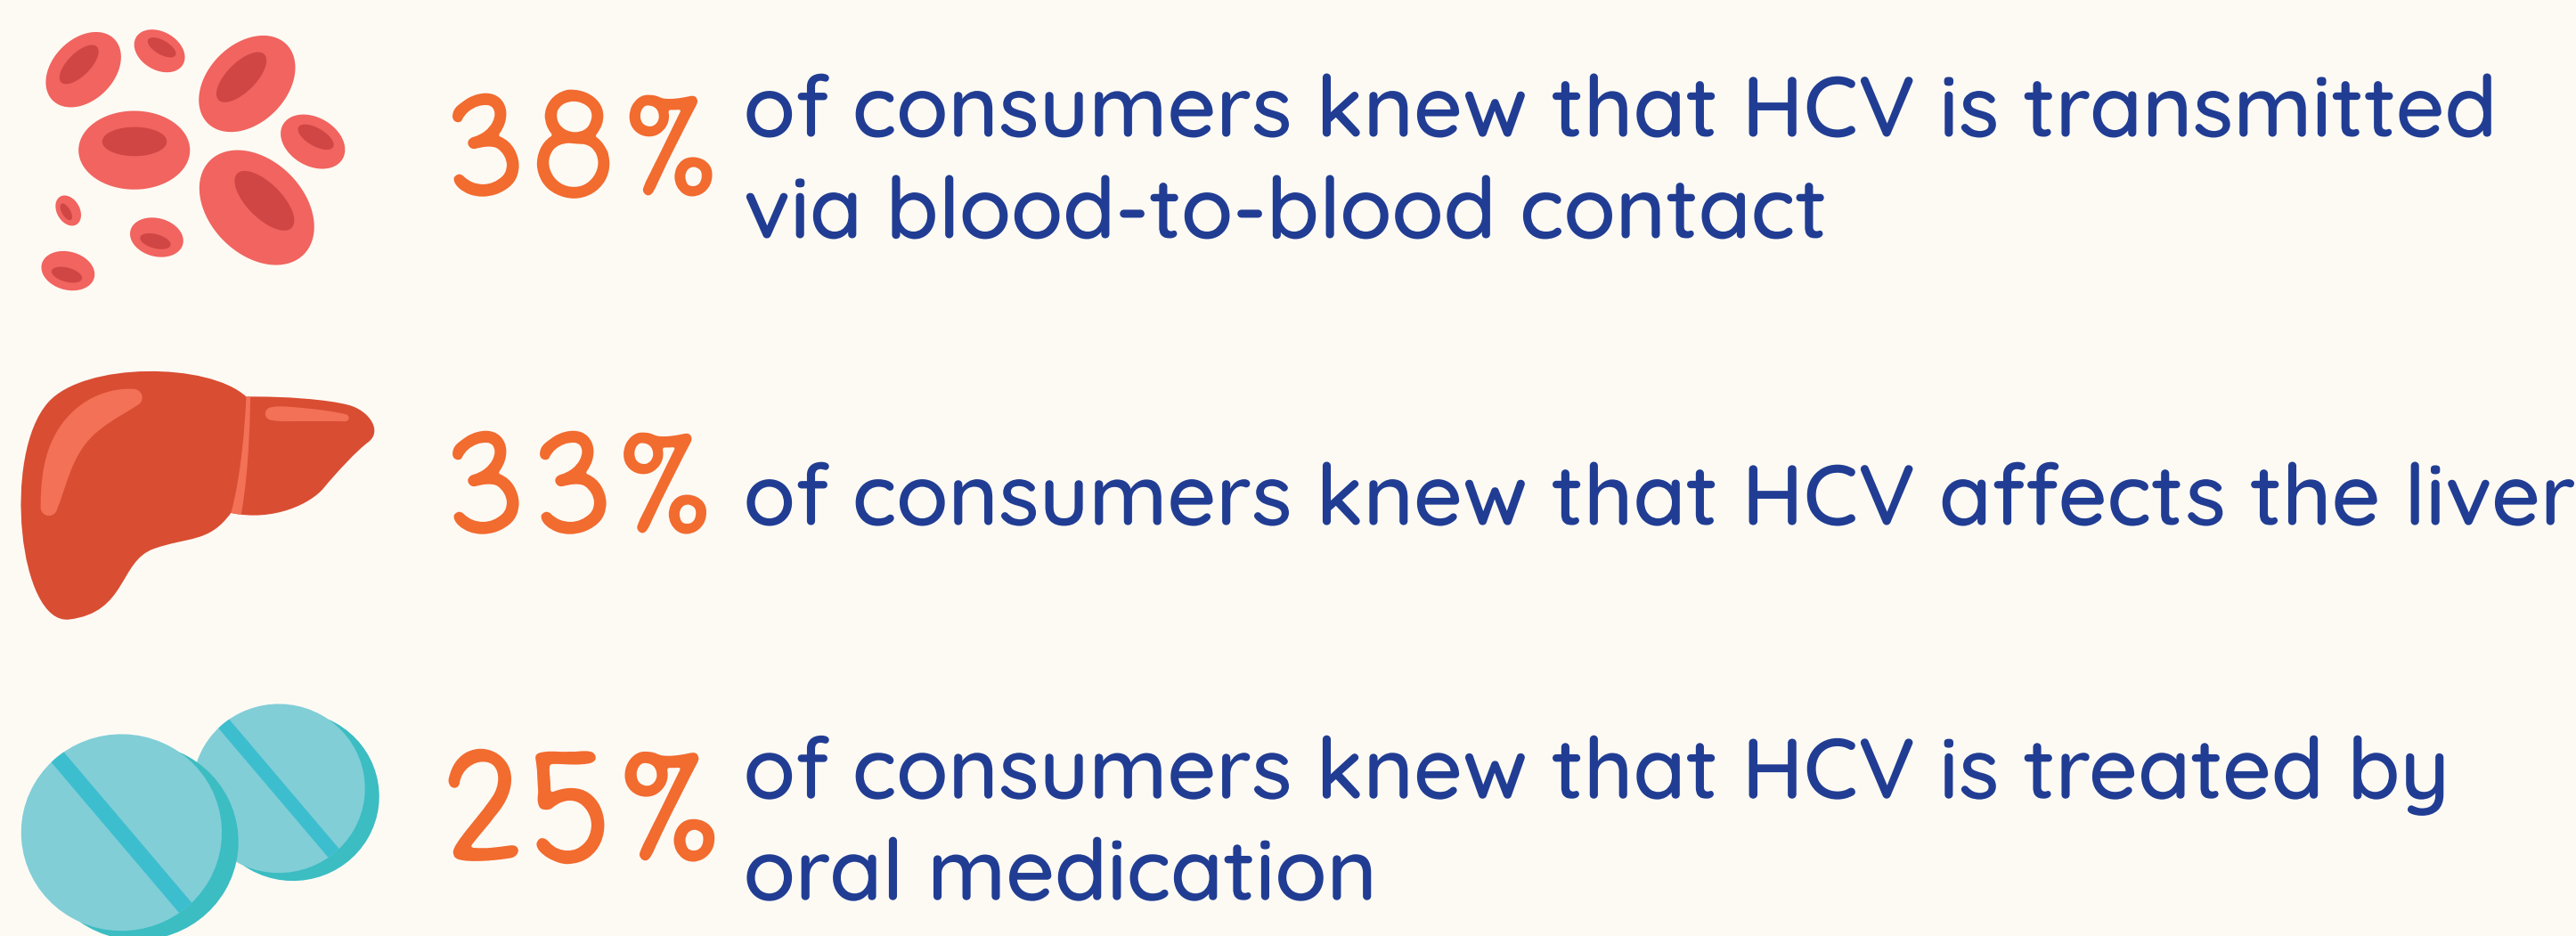 38% of consumers knew that HCV is transmitted
via blood-to-blood contact
33% of consumers knew that HCV affects the liver
25% of consumers knew that HCV is treated by
oral medication